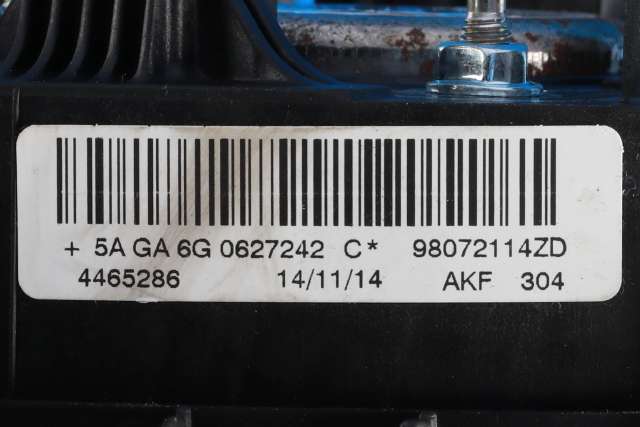 + 5A GA 6G 0627242 C* 98072114ZD
4465286 14/11/14 AKF 304